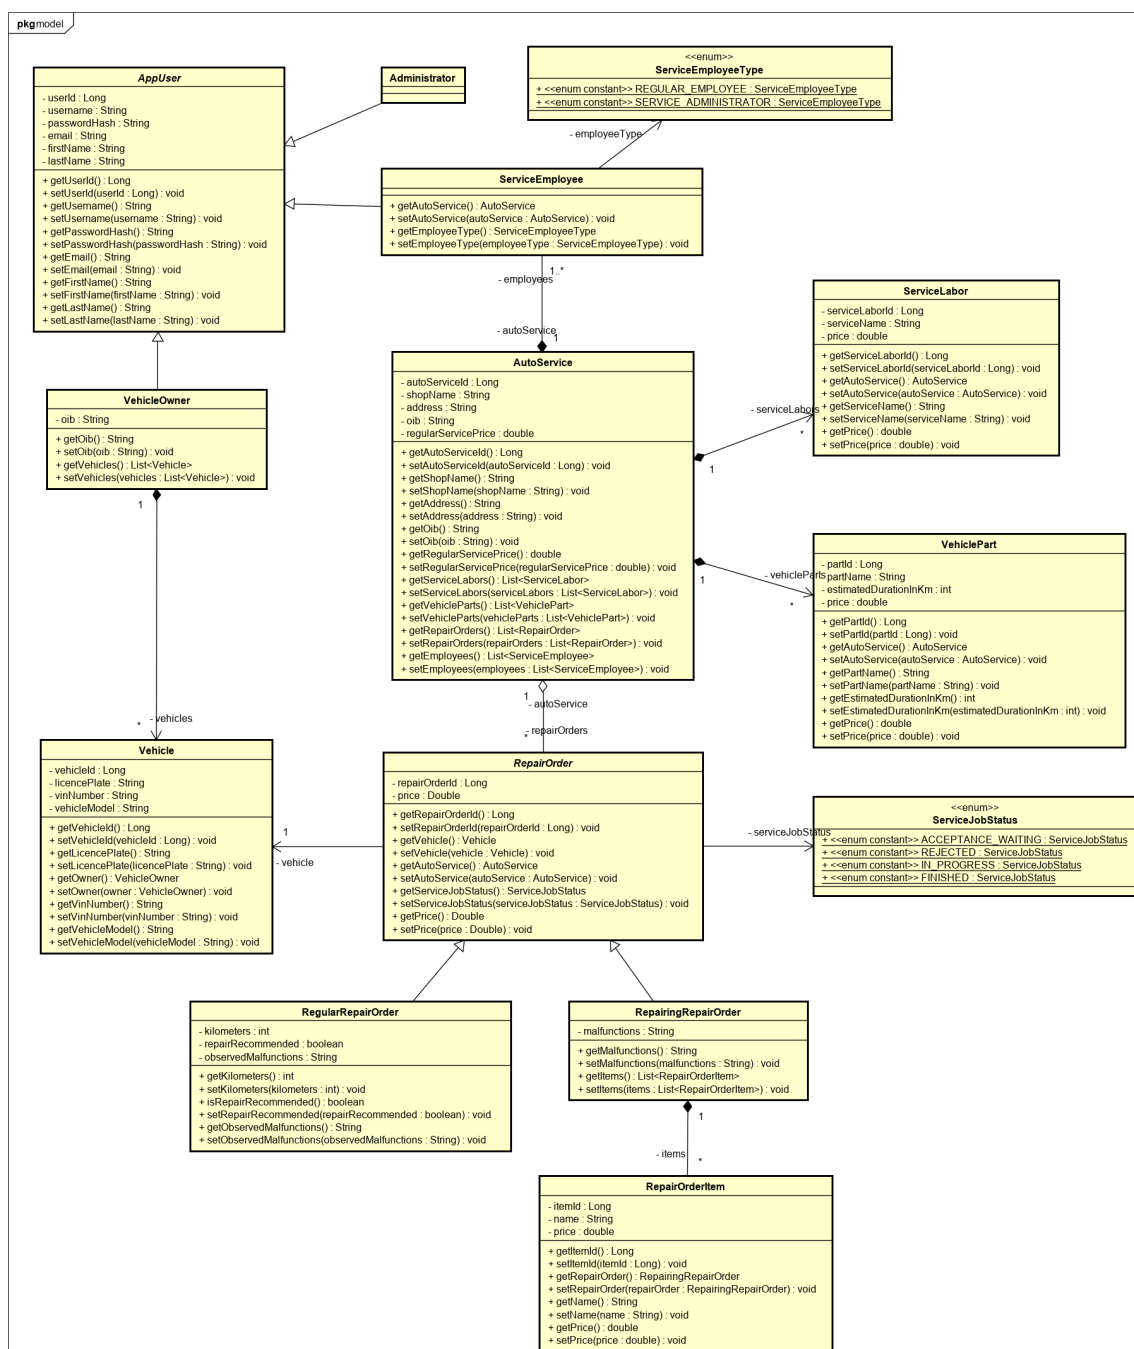 pkg model
AppUser
- userId : Long
- username : String
- passwordHash : String
- email : String
- firstName : String
- lastName : String
+ getUserId() : Long
+ setUserId(userId : Long) : void
+ getUsername() : String
+ setUsername(username : String) : void
+ getPasswordHash() : String
+ setPasswordHash(passwordHash : String) : void
+ getEmail() : String
+ setEmail(email : String) : void
+ getFirstName() : String
+ setFirstName(firstName : String) : void
+ getLastName() : String
+ setLastName(lastName : String) : void
Administrator
<<enum>>
ServiceEmployeeType
+ <<enum constant>> REGULAR_EMPLOYEE : ServiceEmployeeType
+ <<enum constant>> SERVICE_ADMINISTRATOR : ServiceEmployeeType
- employeeType
ServiceEmployee
+ getAutoService() : AutoService
+ setAutoService(autoService : AutoService) : void
+ getEmployeeType() : ServiceEmployeeType
+ setEmployeeType(employeeType : ServiceEmployeeType) : void
1..*
- employees
- autoService
1
VehicleOwner
- oib : String
+ getOib() : String
+ setOib(oib : String) : void
+ getVehicles() : List<Vehicle>
+ setVehicles(vehicles : List<Vehicle>) : void
1
- vehicles
*
AutoService
- autoServiceId : Long
- shopName : String
- address : String
- oib : String
- regularServicePrice : double
+ getAutoServiceId() : Long
+ setAutoServiceId(autoServiceId : Long) : void
+ getShopName() : String
+ setShopName(shopName : String) : void
+ getAddress() : String
+ setAddress(address : String) : void
+ getOib() : String
+ setOib(oib : String) : void
+ getRegularServicePrice() : double
+ setRegularServicePrice(regularServicePrice : double) : void
+ getServiceLabors() : List<ServiceLabor>
+ setServiceLabors(serviceLabors : List<ServiceLabor>) : void
+ getVehicleParts() : List<VehiclePart>
+ setVehicleParts(vehicleParts : List<VehiclePart>) : void
+ getRepairOrders() : List<RepairOrder>
+ setRepairOrders(repairOrders : List<RepairOrder>) : void
+ getEmployees() : List<ServiceEmployee>
+ setEmployees(employees : List<ServiceEmployee>) : void
- serviceLabors
*
1
ServiceLabor
- serviceLaborId : Long
- serviceName : String
- price : double
+ getServiceLaborId() : Long
+ setServiceLaborId(serviceLaborId : Long) : void
+ getAutoService() : AutoService
+ setAutoService(autoService : AutoService) : void
+ getServiceName() : String
+ setServiceName(serviceName : String) : void
+ getPrice() : double
+ setPrice(price : double) : void
- vehicleParts
1
*
VehiclePart
- partId : Long
- partName : String
- estimatedDurationInKm : int
- price : double
+ getPartId() : Long
+ setPartId(partId : Long) : void
+ getAutoService() : AutoService
+ setAutoService(autoService : AutoService) : void
+ getPartName() : String
+ setPartName(partName : String) : void
+ getEstimatedDurationInKm() : int
+ setEstimatedDurationInKm(estimatedDurationInKm : int) : void
+ getPrice() : double
+ setPrice(price : double) : void
1
- autoService
- repairOrders
*
Vehicle
- vehicleId : Long
- licencePlate : String
- vinNumber : String
- vehicleModel : String
+ getVehicleId() : Long
+ setVehicleId(vehicleId : Long) : void
+ getLicencePlate() : String
+ setLicencePlate(licencePlate : String) : void
+ getOwner() : VehicleOwner
+ setOwner(owner : VehicleOwner) : void
+ getVinNumber() : String
+ setVinNumber(vinNumber : String) : void
+ getVehicleModel() : String
+ setVehicleModel(vehicleModel : String) : void
1
- vehicle
RepairOrder
- repairOrderId : Long
- price : Double
+ getRepairOrderId() : Long
+ setRepairOrderId(repairOrderId : Long) : void
+ getVehicle() : Vehicle
+ setVehicle(vehicle : Vehicle) : void
+ getAutoService() : AutoService
+ setAutoService(autoService : AutoService) : void
+ getServiceJobStatus() : ServiceJobStatus
+ setServiceJobStatus(serviceJobStatus : ServiceJobStatus) : void
+ getPrice() : Double
+ setPrice(price : Double) : void
- serviceJobStatus
<<enum>>
ServiceJobStatus
+ <<enum constant>> ACCEPTANCE_WAITING : ServiceJobStatus
+ <<enum constant>> REJECTED : ServiceJobStatus
+ <<enum constant>> IN_PROGRESS : ServiceJobStatus
+ <<enum constant>> FINISHED : ServiceJobStatus
RegularRepairOrder
- kilometers : int
- repairRecommended : boolean
- observedMalfunctions : String
+ getKilometers() : int
+ setKilometers(kilometers : int) : void
+ isRepairRecommended() : boolean
+ setRepairRecommended(repairRecommended : boolean) : void
+ getObservedMalfunctions() : String
+ setObservedMalfunctions(observedMalfunctions : String) : void
RepairingRepairOrder
- malfunctions : String
+ getMalfunctions() : String
+ setMalfunctions(malfunctions : String) : void
+ getItems() : List<RepairOrderItem>
+ setItems(items : List<RepairOrderItem>) : void
1
- items
*
RepairOrderItem
- itemId : Long
- name : String
- price : double
+ getItemId() : Long
+ setItemId(itemId : Long) : void
+ getRepairOrder() : RepairingRepairOrder
+ setRepairOrder(repairOrder : RepairingRepairOrder) : void
+ getName() : String
+ setName(name : String) : void
+ getPrice() : double
+ setPrice(price : double) : void